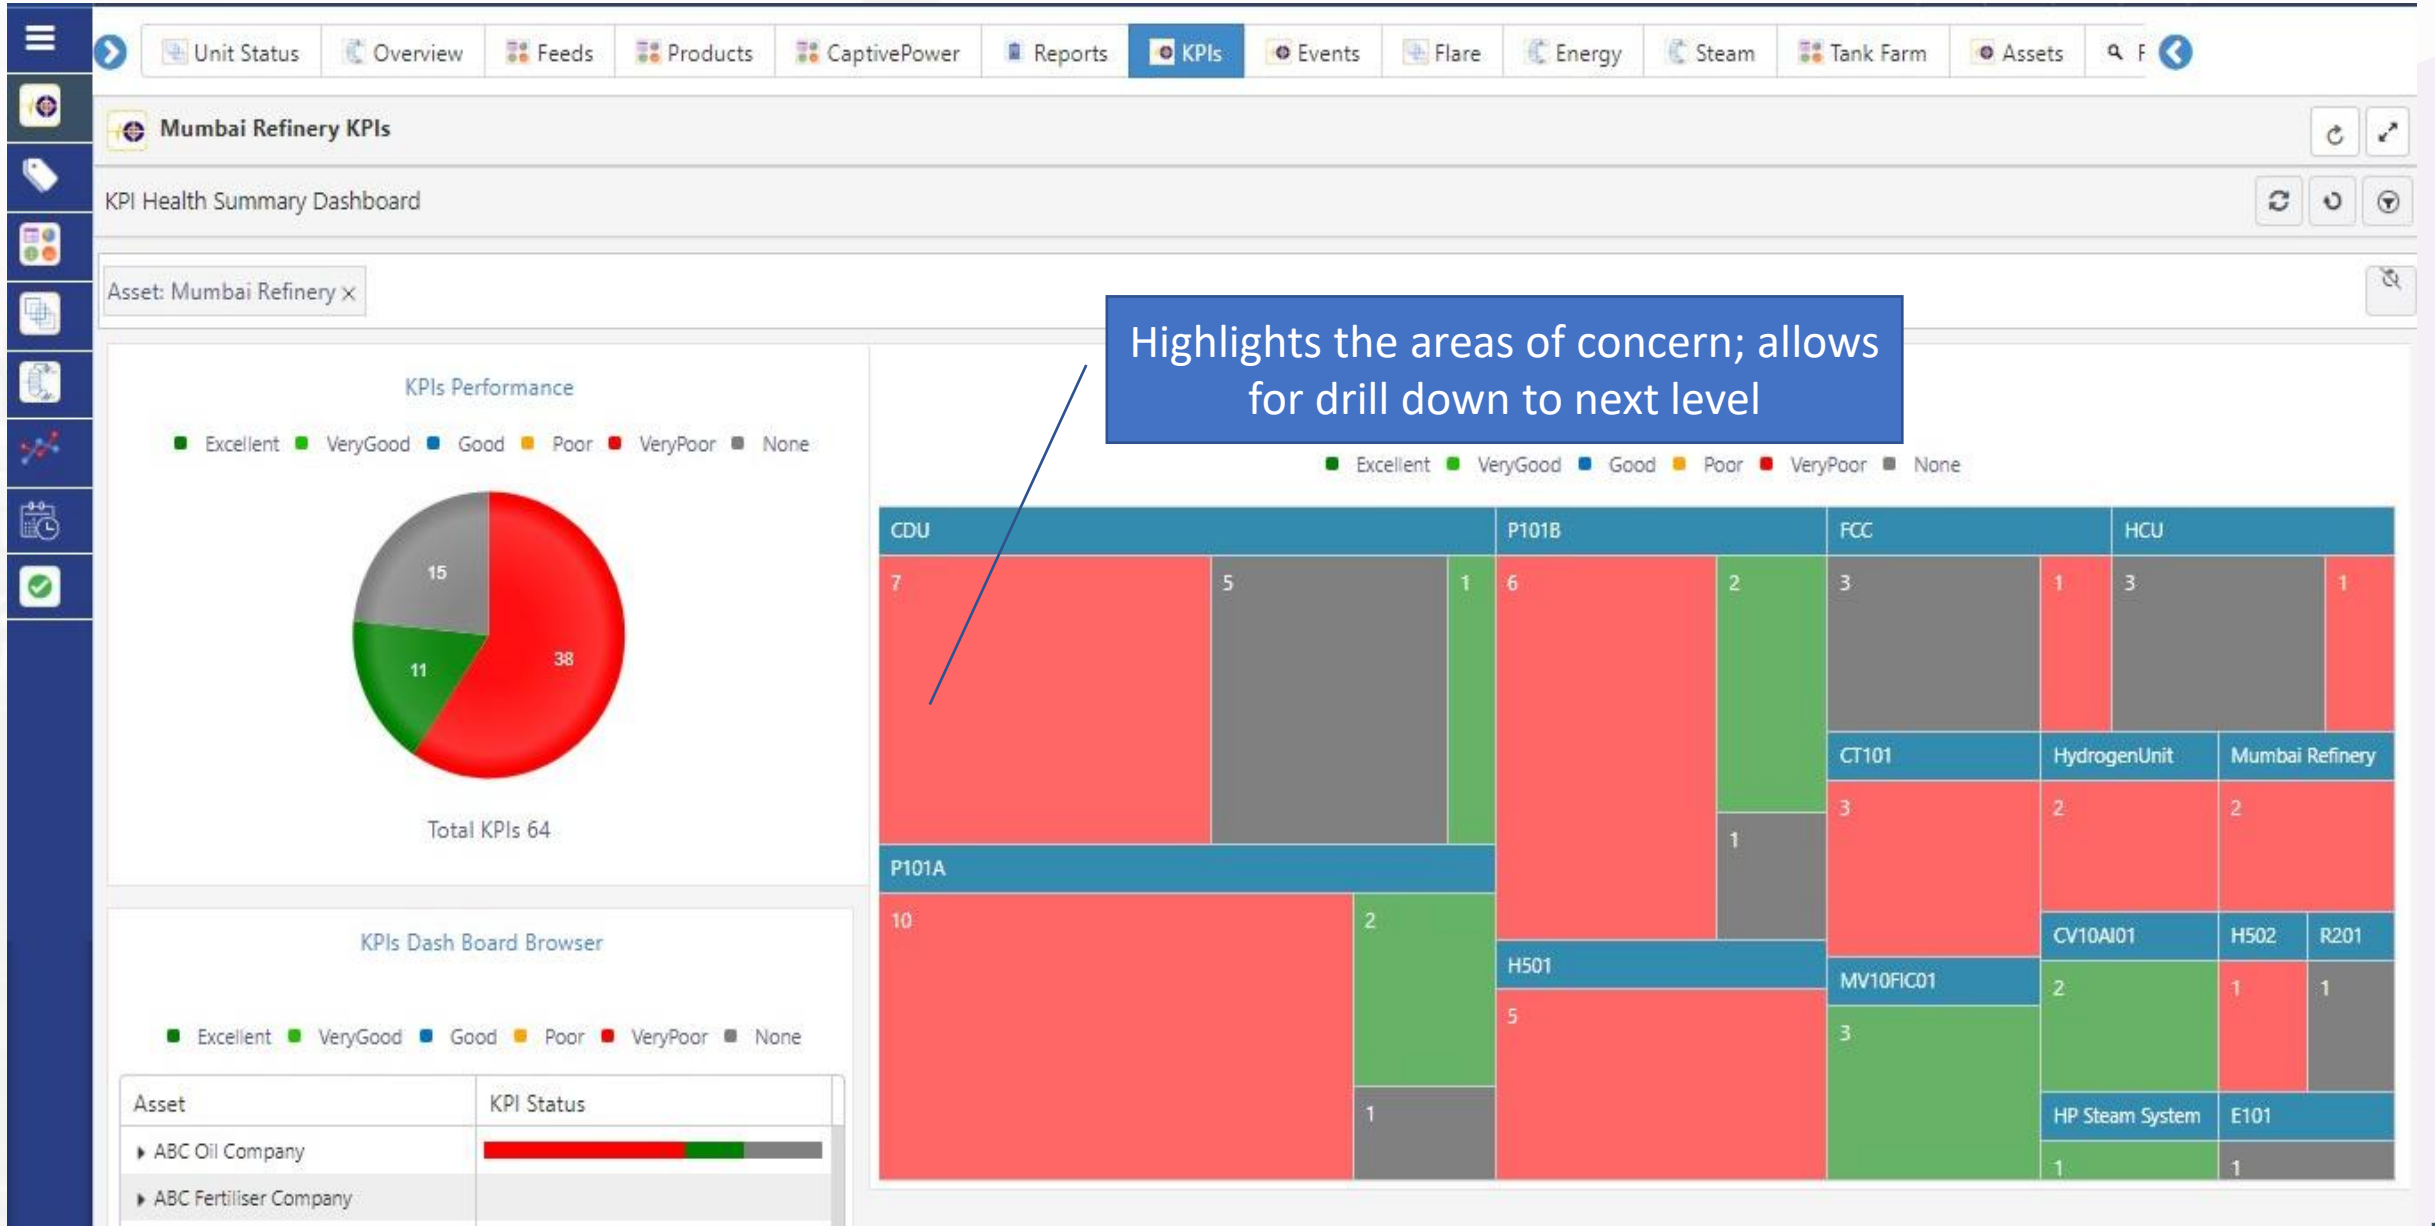 Unit Status
Overview
Feeds
Products
CaptivePower
Reports
KPIs
Events
Flare
Energy
Steam
Tank Farm
Assets
F
Mumbai Refinery KPIs
KPI Health Summary Dashboard
Asset: Mumbai Refinery ×
Highlights the areas of concern; allows
for drill down to next level
KPIs Performance
Excellent VeryGood Good Poor VeryPoor None
15
11
38
Total KPIs 64
KPIs Dash Board Browser
Excellent VeryGood Good Poor VeryPoor None
Asset KPI Status
ABC Oil Company
ABC Fertiliser Company
Excellent VeryGood Good Poor VeryPoor None
CDU
7 5 1
P101A
10 2
1
P101B
6 2
1
H501
5
FCC
3 1
HCU
3 1
CT101
3
HydrogenUnit
2
Mumbai Refinery
2
MV10FIC01
3
CV10AI01
2
H502
1
R201
1
HP Steam System
1
E101
1